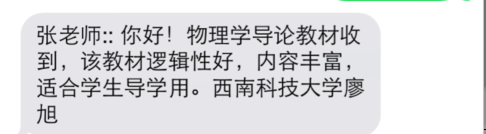 张老师:: 你好！物理学导论教材收
到，该教材逻辑性好，内容丰富，
适合学生导学用。西南科技大学廖
旭